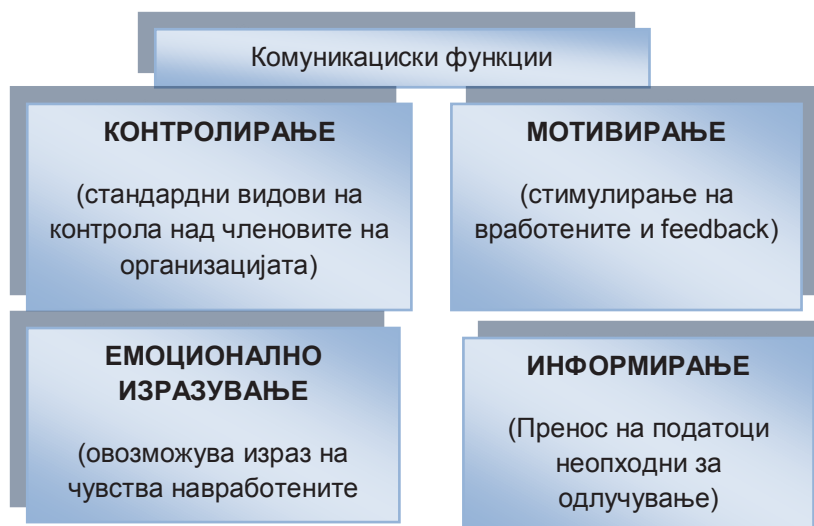 Комуникациски функции
КОНТРОЛИРАЊЕ
(стандардни видови на
контрола над членовите на
организацијата)
МОТИВИРАЊЕ
(стимулирање на
вработените и feedback)
ЕМОЦИОНАЛНО
ИЗРАЗУВАЊЕ
(овозможува израз на
чувства навработените
ИНФОРМИРАЊЕ
(Пренос на податоци
неопходни за
одлучување)